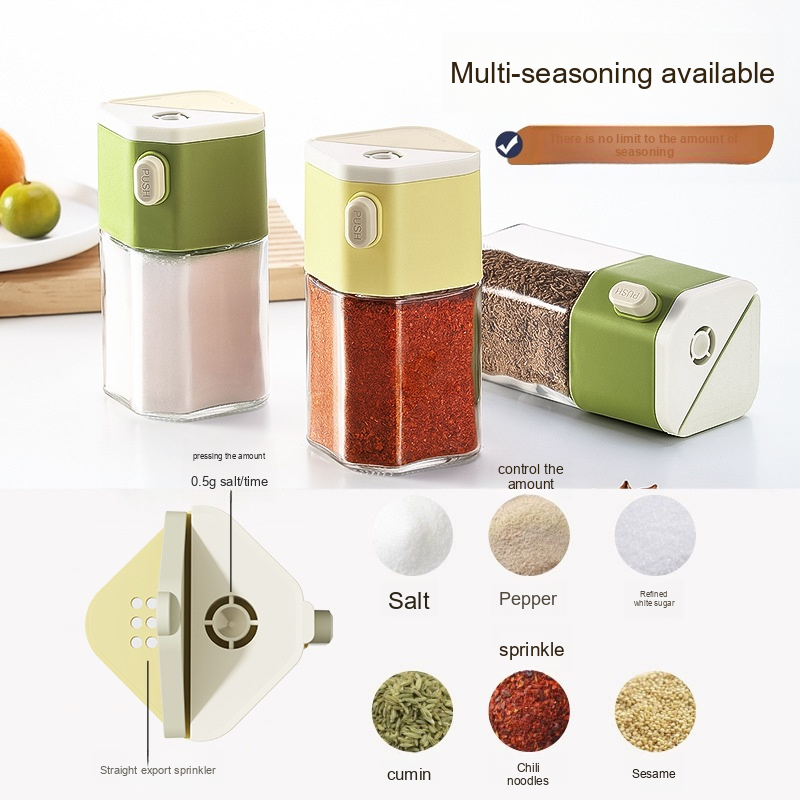 Multi-seasoning available
There is no limit to the amount of
seasoning
PUSH
PUSH
PUSH
pressing the amount
0.5g salt/time
control the
amount
Salt
Pepper
Refined
white sugar
sprinkle
cumin
Chili
noodles
Sesame
Straight export sprinkler